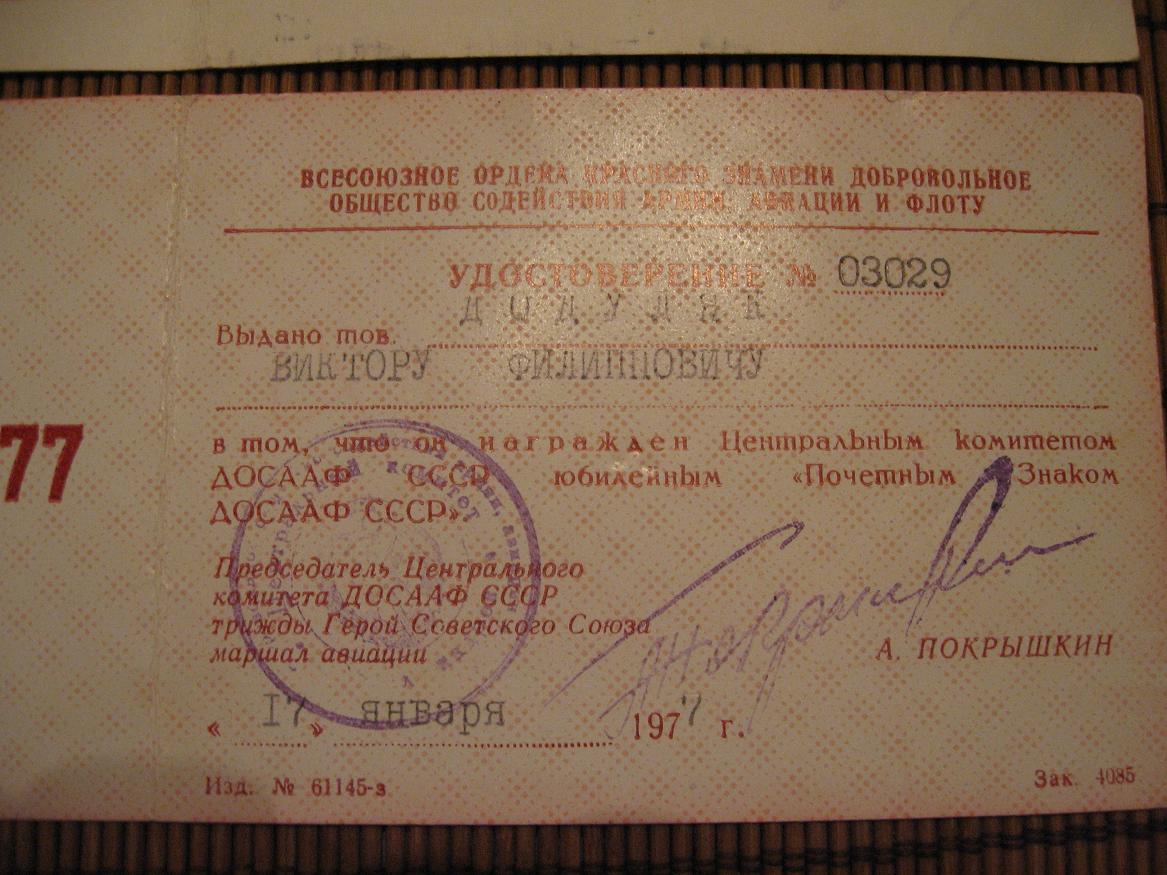 77
ВСЕСОЮЗНОЕ ОРДЕНА КРАСНОГО ЗНАМЕНИ ДОБРОВОЛЬНОЕ
ОБЩЕСТВО СОДЕЙСТВИЯ АРМИИ, АВИАЦИИ И ФЛОТУ
УДОСТОВЕРЕНИЕ № 03029
Выдано тов.
ВИКТОРУ ФИЛИППОВИЧУ
в том, что он награжден Центральным комитетом
ДОСААФ СССР юбилейным «Почетным Знаком
ДОСААФ СССР»
Председатель Центрального
комитета ДОСААФ СССР
трижды Герой Советского Союза
маршал авиации
А. ПОКРЫШКИН
« 17 » января 1977 г.
Изд. № 61145-з
Зак. 4085